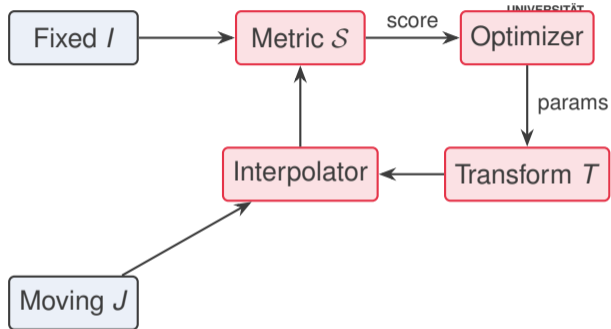 UNIVERSITÄT
Fixed I
Metric S
score
Optimizer
params
Interpolator
Transform T
Moving J